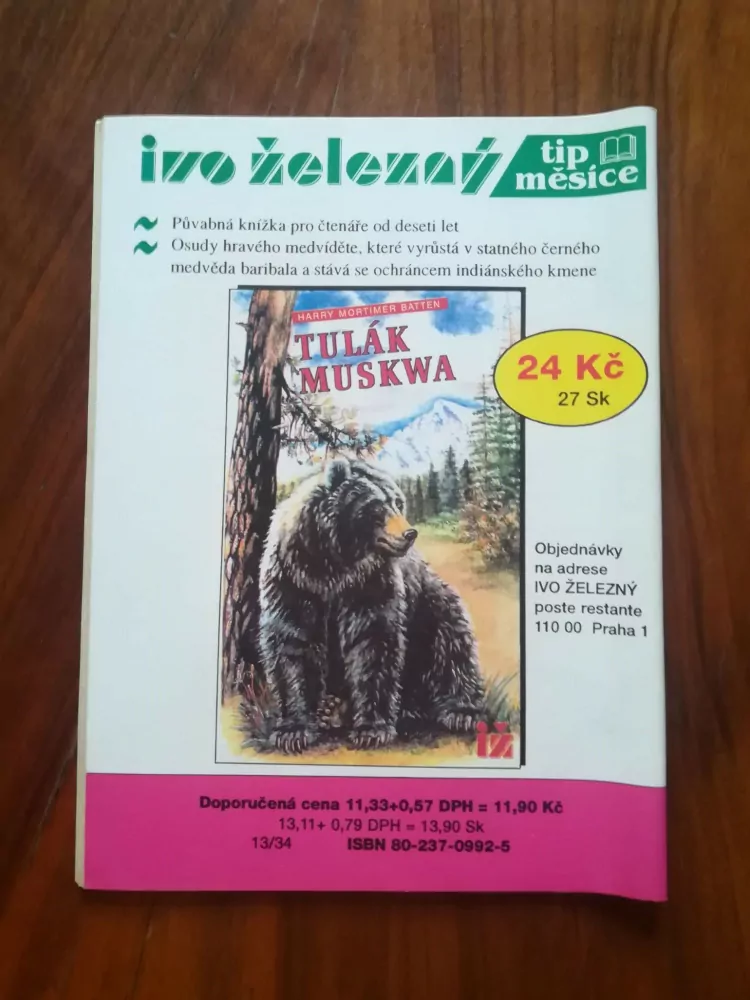 ivo železný
tip
měsíce
Půvabná knížka pro čtenáře od deseti let
Osudy hravého medvíděte, které vyrůstá v statného černého
medvěda baribala a stává se ochráncem indiánského kmene
HARRY MORTIMER BATTEN
TULÁK
MUSKWA
24 Kč
27 Sk
Objednávky
na adrese
IVO ŽELEZNÝ
poste restante
110 00 Praha 1
iž
Doporučená cena 11,33+0,57 DPH = 11,90 Kč
13,11+ 0,79 DPH = 13,90 Sk
13/34 ISBN 80-237-0992-5